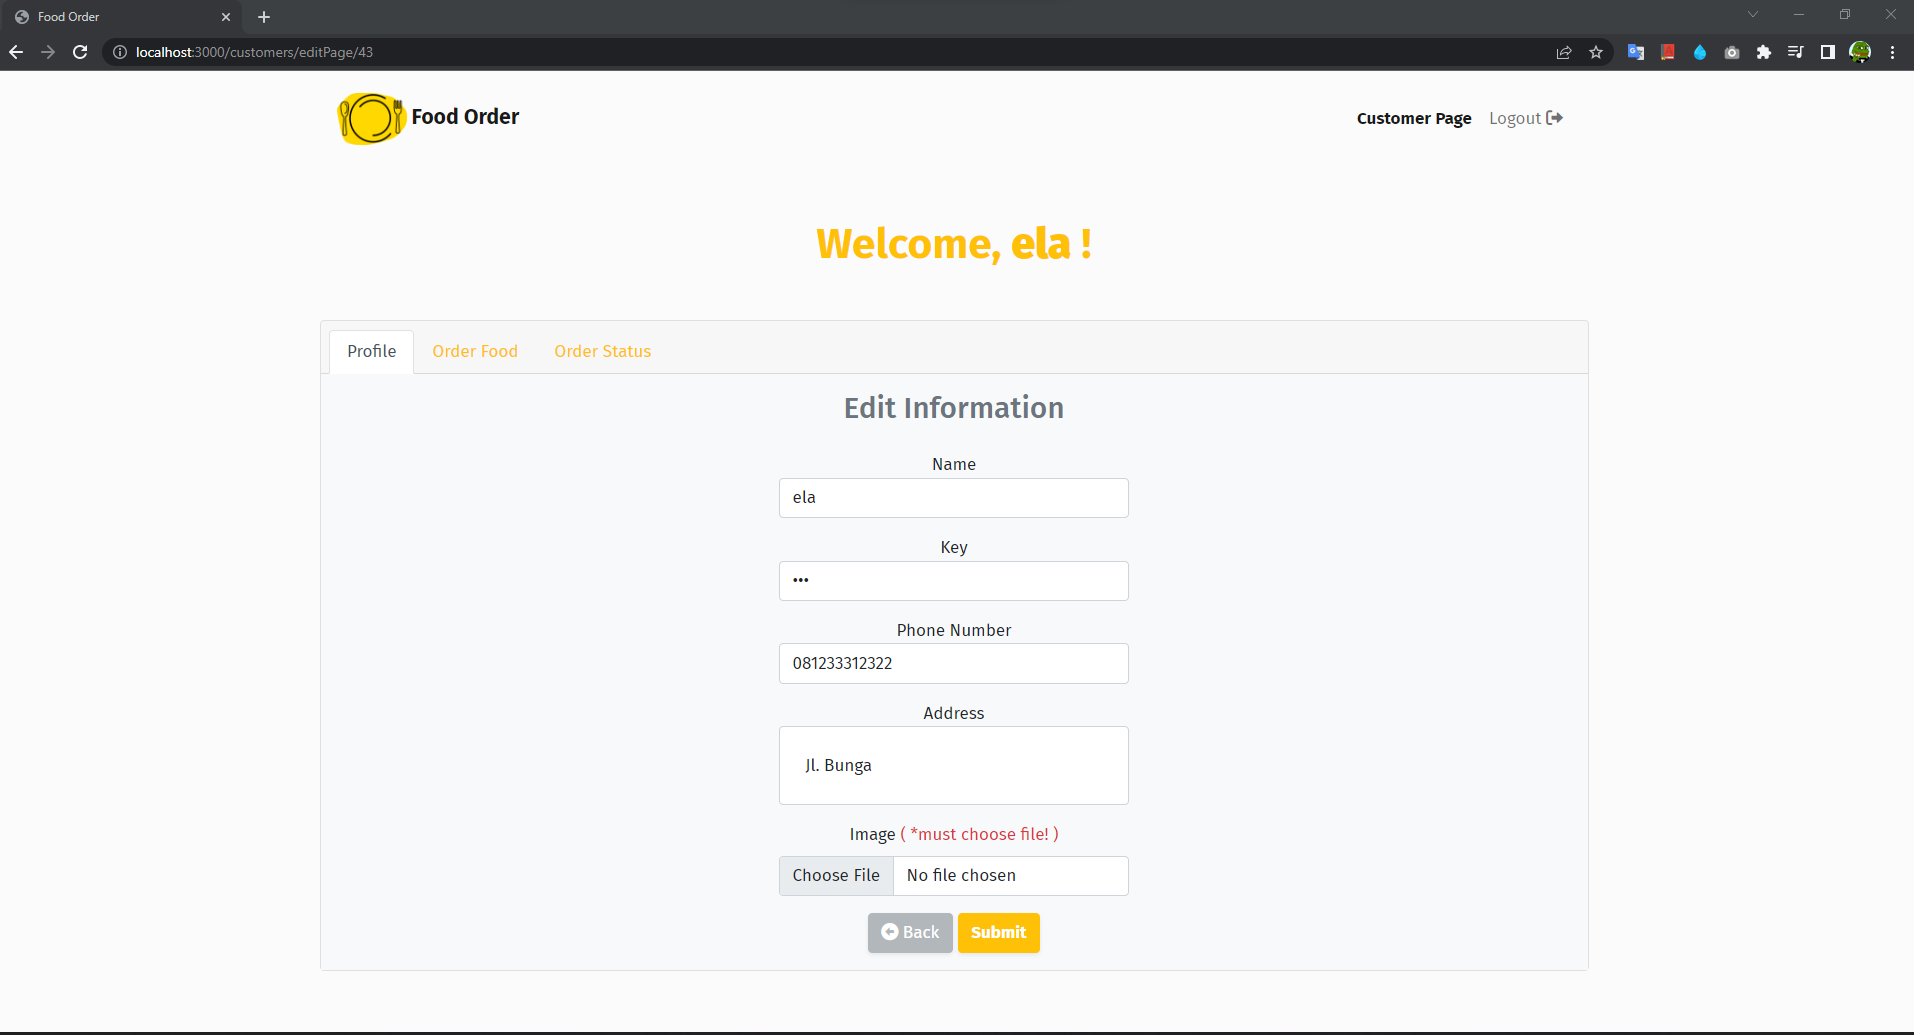 Food Order
localhost:3000/customers/editPage/43
Food Order
Customer Page Logout
Welcome, ela !
Profile Order Food Order Status
Edit Information
Name
ela
Key
•••
Phone Number
081233312322
Address
Jl. Bunga
Image ( *must choose file! )
Choose File No file chosen
Back Submit